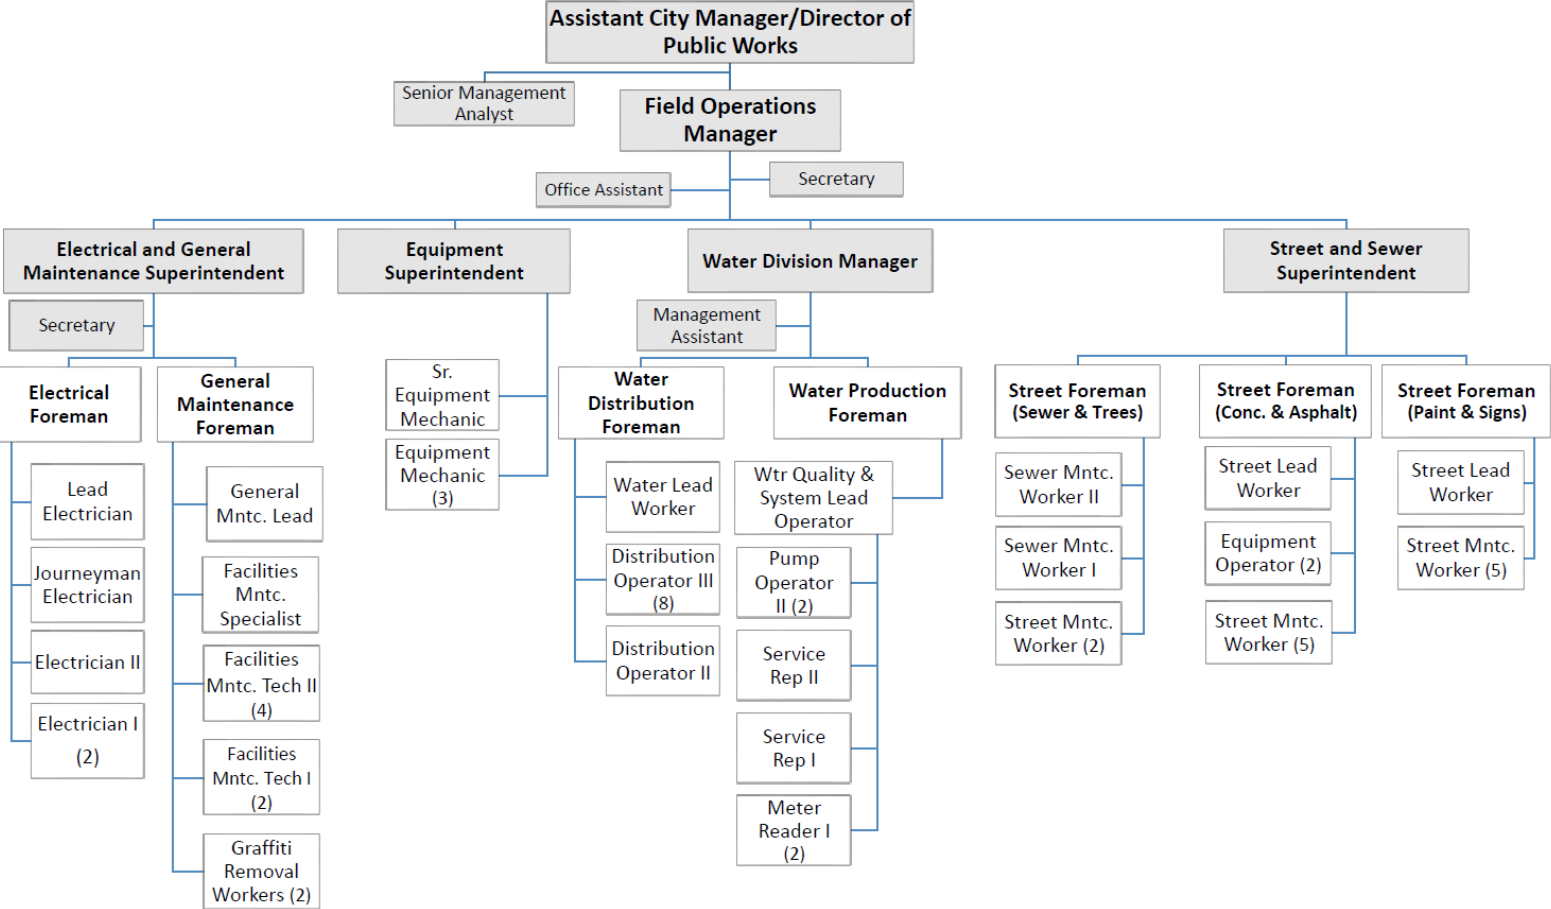 Assistant City Manager/Director of
Public Works
Senior Management
Analyst
Field Operations
Manager
Office Assistant
Secretary
Electrical and General
Maintenance Superintendent
Secretary
Electrical
Foreman
Lead
Electrician
Journeyman
Electrician
Electrician II
Electrician I
(2)
General
Maintenance
Foreman
General
Mntc. Lead
Facilities
Mntc.
Specialist
Facilities
Mntc. Tech II
(4)
Facilities
Mntc. Tech I
(2)
Graffiti
Removal
Workers (2)
Equipment
Superintendent
Sr.
Equipment
Mechanic
Equipment
Mechanic
(3)
Water Division Manager
Management
Assistant
Water
Distribution
Foreman
Water Lead
Worker
Distribution
Operator III
(8)
Distribution
Operator II
Water Production
Foreman
Wtr Quality &
System Lead
Operator
Pump
Operator
II (2)
Service
Rep II
Service
Rep I
Meter
Reader I
(2)
Street and Sewer
Superintendent
Street Foreman
(Sewer & Trees)
Sewer Mntc.
Worker II
Sewer Mntc.
Worker I
Street Mntc.
Worker (2)
Street Foreman
(Conc. & Asphalt)
Street Lead
Worker
Equipment
Operator (2)
Street Mntc.
Worker (5)
Street Foreman
(Paint & Signs)
Street Lead
Worker
Street Mntc.
Worker (5)